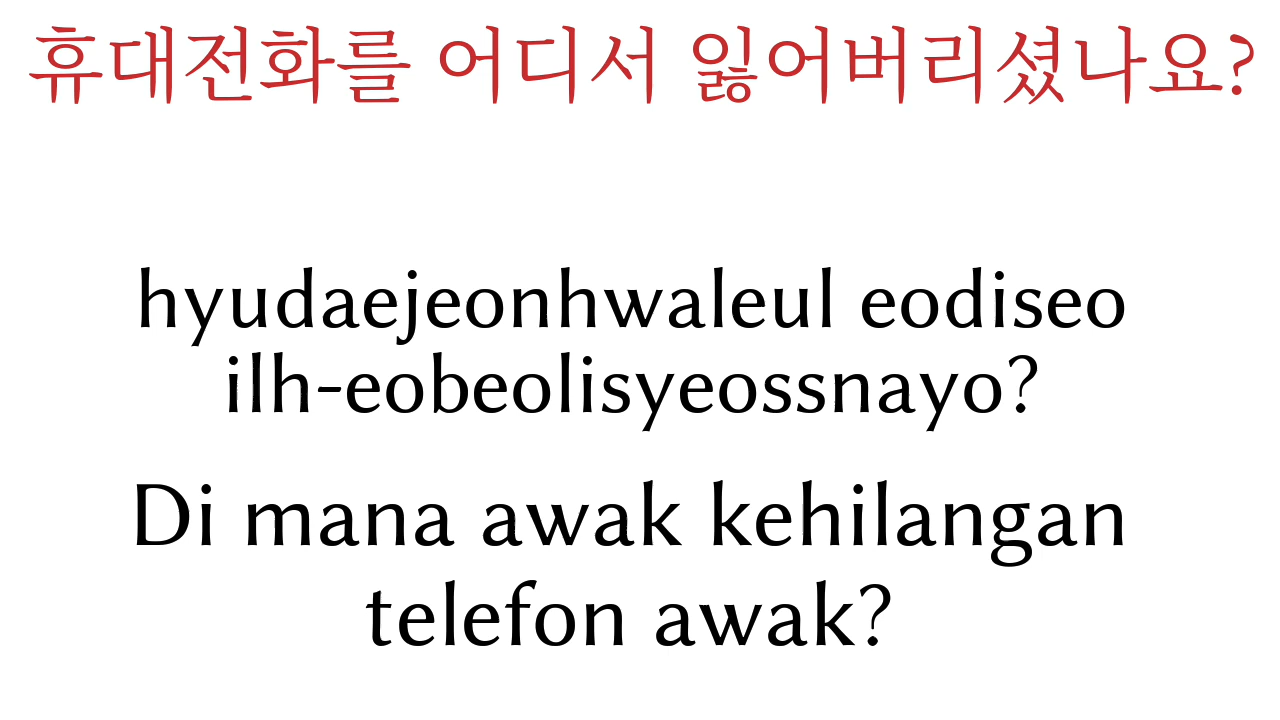 휴대전화를 어디서 잃어버리셨나요?
hyudaejeonhwaleul eodiseo
ilh-eobeolisyeossnayo?
Di mana awak kehilangan
telefon awak?